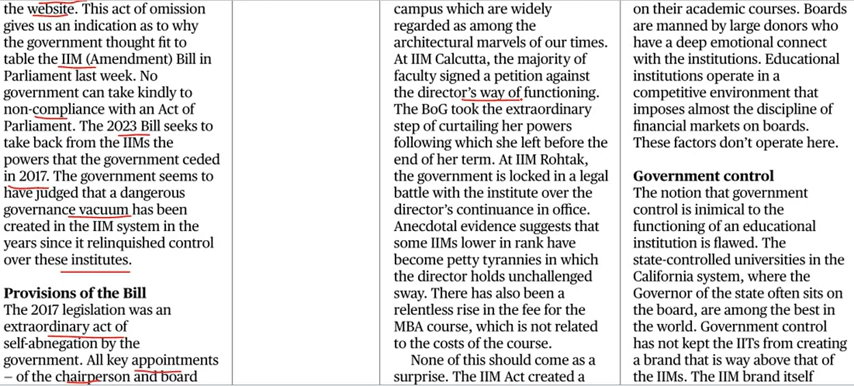 the website. This act of omission
gives us an indication as to why
the government thought fit to
table the IIM (Amendment) Bill in
Parliament last week. No
government can take kindly to
non-compliance with an Act of
Parliament. The 2023 Bill seeks to
take back from the IIMs the
powers that the government ceded
in 2017. The government seems to
have judged that a dangerous
governance vacuum has been
created in the IIM system in the
years since it relinquished control
over these institutes.
Provisions of the Bill
The 2017 legislation was an
extraordinary act of
self-abnegation by the
government. All key appointments
– of the chairperson and board
campus which are widely
regarded as among the
architectural marvels of our times.
At IIM Calcutta, the majority of
faculty signed a petition against
the director's way of functioning.
The BoG took the extraordinary
step of curtailing her powers
following which she left before the
end of her term. At IIM Rohtak,
the government is locked in a legal
battle with the institute over the
director's continuance in office.
Anecdotal evidence suggests that
some IIMs lower in rank have
become petty tyrannies in which
the director holds unchallenged
sway. There has also been a
relentless rise in the fee for the
MBA course, which is not related
to the costs of the course.
None of this should come as a
surprise. The IIM Act created a
on their academic courses. Boards
are manned by large donors who
have a deep emotional connect
with the institutions. Educational
institutions operate in a
competitive environment that
imposes almost the discipline of
financial markets on boards.
These factors don't operate here.
Government control
The notion that government
control is inimical to the
functioning of an educational
institution is flawed. The
state-controlled universities in the
California system, where the
Governor of the state often sits on
the board, are among the best in
the world. Government control
has not kept the IITs from creating
a brand that is way above that of
the IIMs. The IIM brand itself